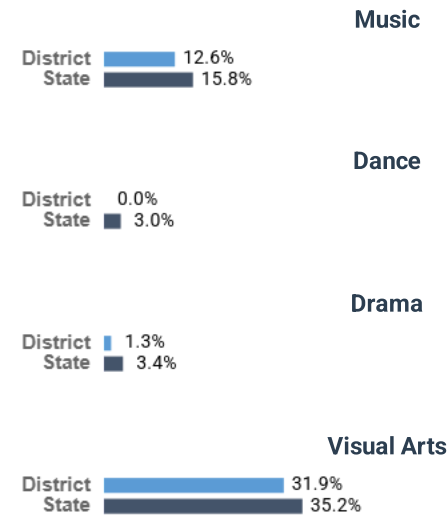 Music
District 12.6%
State 15.8%
Dance
District 0.0%
State 3.0%
Drama
District 1.3%
State 3.4%
Visual Arts
District 31.9%
State 35.2%